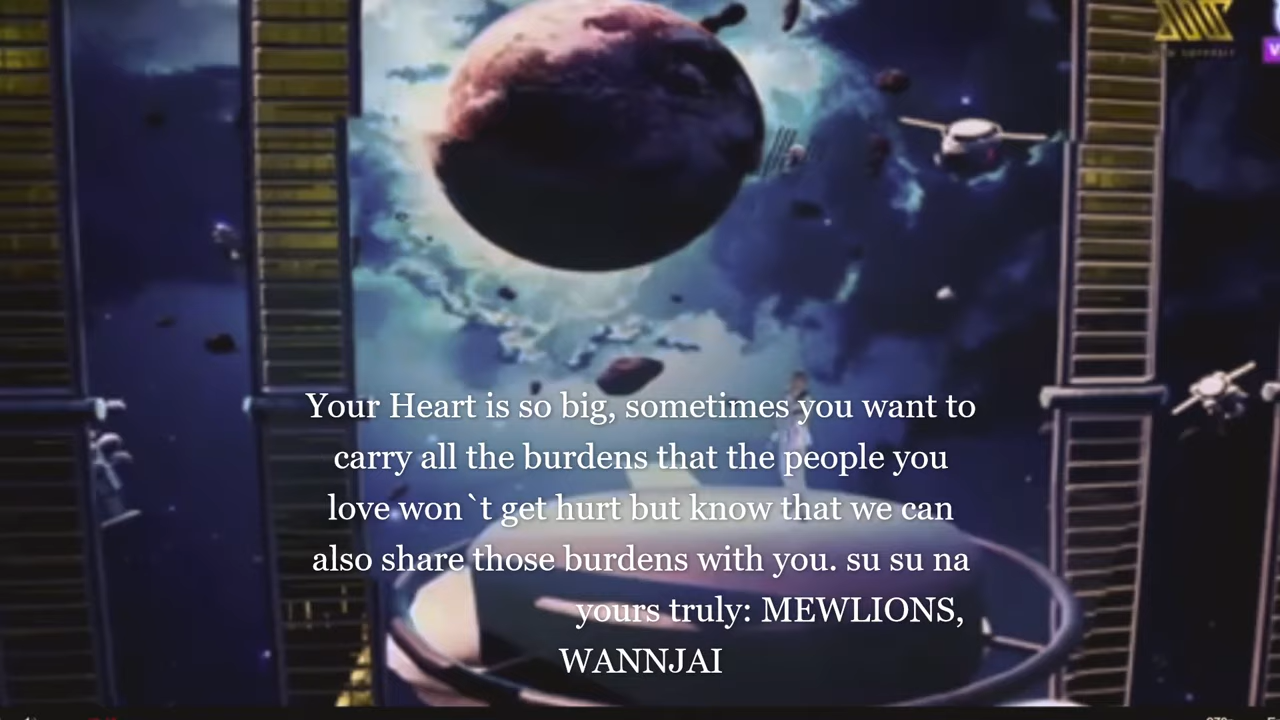 Your Heart is so big, sometimes you want to
carry all the burdens that the people you
love won`t get hurt but know that we can
also share those burdens with you. su su na
yours truly: MEWLIONS,
WANNJAI